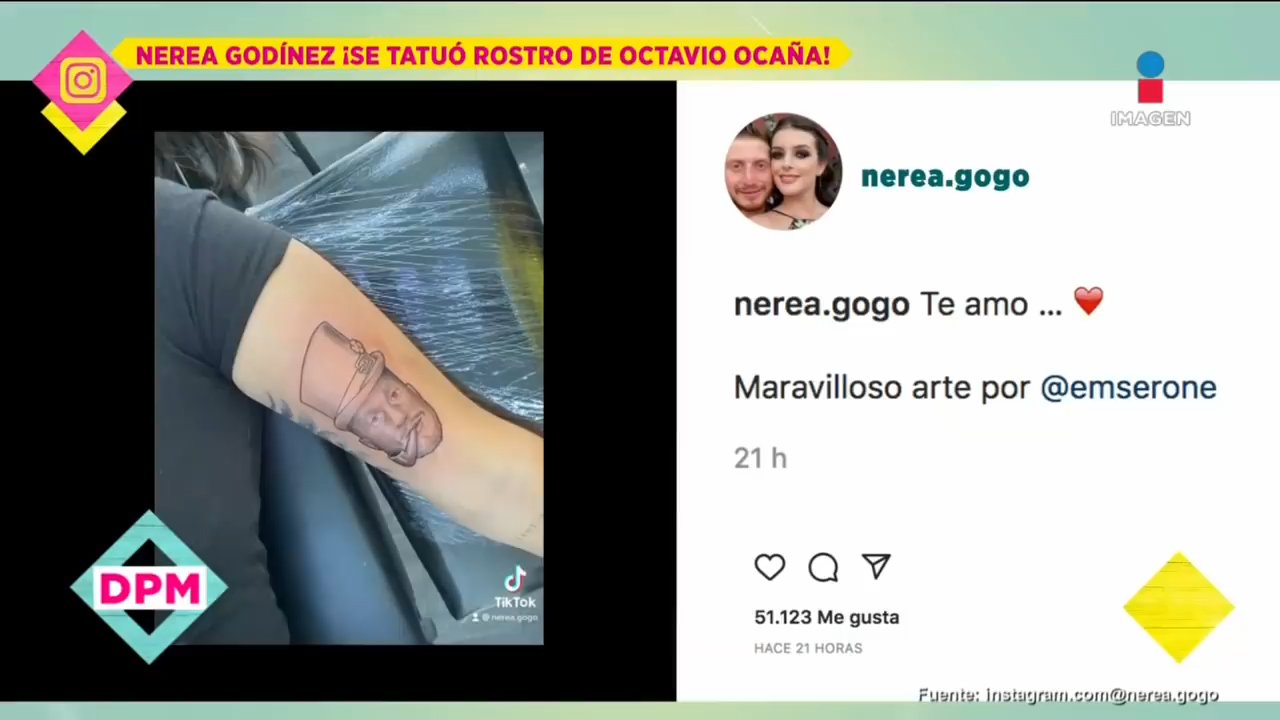 NEREA GODÍNEZ ¡SE TATUÓ ROSTRO DE OCTAVIO OCAÑA!
IMAGEN
nerea.gogo
nerea.gogo Te amo ... ❤️
Maravilloso arte por @emserone
21 h
DPM
TikTok
@nerea.gogo
51.123 Me gusta
HACE 21 HORAS
Fuente: instagram.com@nerea.gogo